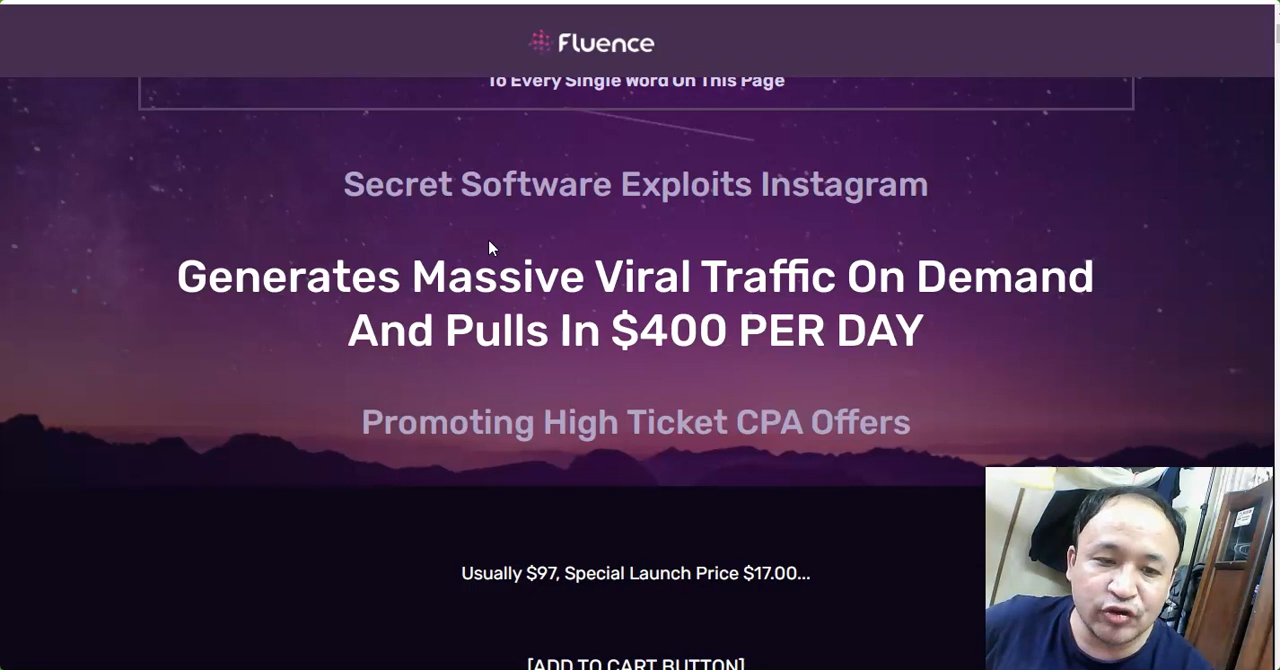 Fluence
To Every Single Word On This Page
Secret Software Exploits Instagram
Generates Massive Viral Traffic On Demand
And Pulls In $400 PER DAY
Promoting High Ticket CPA Offers
Usually $97, Special Launch Price $17.00...
[ADD TO CART BUTTON]